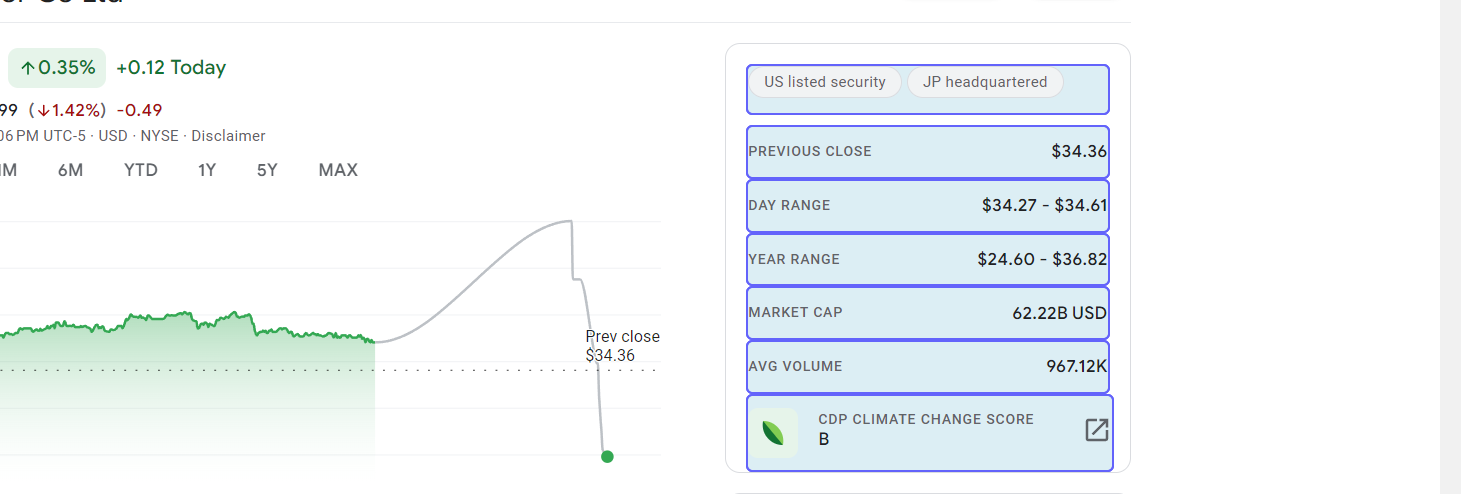 ↑0.35% +0.12 Today
99 (↓1.42%) -0.49
06 PM UTC-5 · USD · NYSE · Disclaimer
6M YTD 1Y 5Y MAX
Prev close
$34.36
US listed security JP headquartered
PREVIOUS CLOSE $34.36
DAY RANGE $34.27 - $34.61
YEAR RANGE $24.60 - $36.82
MARKET CAP 62.22B USD
AVG VOLUME 967.12K
CDP CLIMATE CHANGE SCORE
B